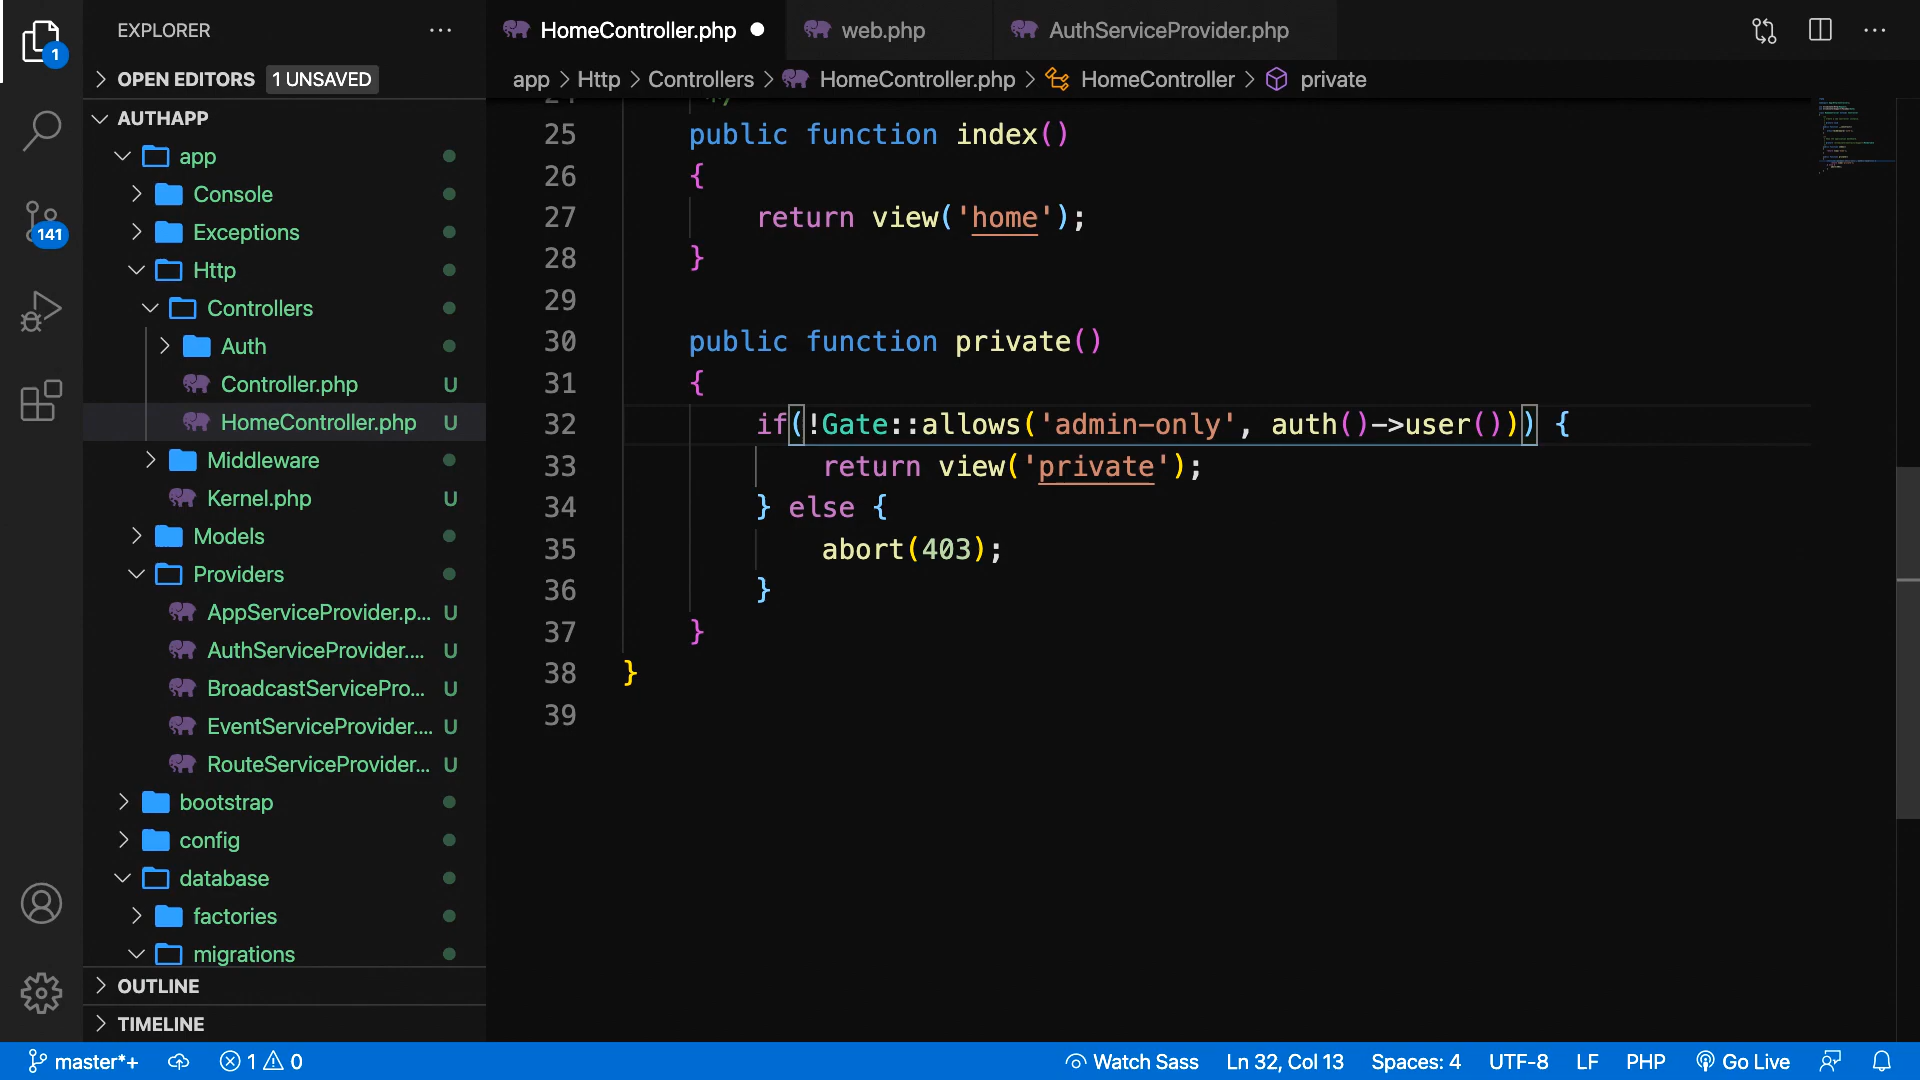 EXPLORER
OPEN EDITORS 1 UNSAVED
AUTHAPP
app
Console
Exceptions
Http
Controllers
Auth
Controller.php U
HomeController.php U
Middleware
Kernel.php U
Models
Providers
AppServiceProvider.p... U
AuthServiceProvider.... U
BroadcastServicePro... U
EventServiceProvider.... U
RouteServiceProvider... U
bootstrap
config
database
factories
migrations
OUTLINE
TIMELINE
1
141
HomeController.php web.php AuthServiceProvider.php
app > Http > Controllers > HomeController.php > HomeController > private
25 public function index()
26 {
27 return view('home');
28 }
29
30 public function private()
31 {
32 if(!Gate::allows('admin-only', auth()->user())) {
33 return view('private');
34 } else {
35 abort(403);
36 }
37 }
38 }
39
master*+ 1 0 Watch Sass Ln 32, Col 13 Spaces: 4 UTF-8 LF PHP Go Live